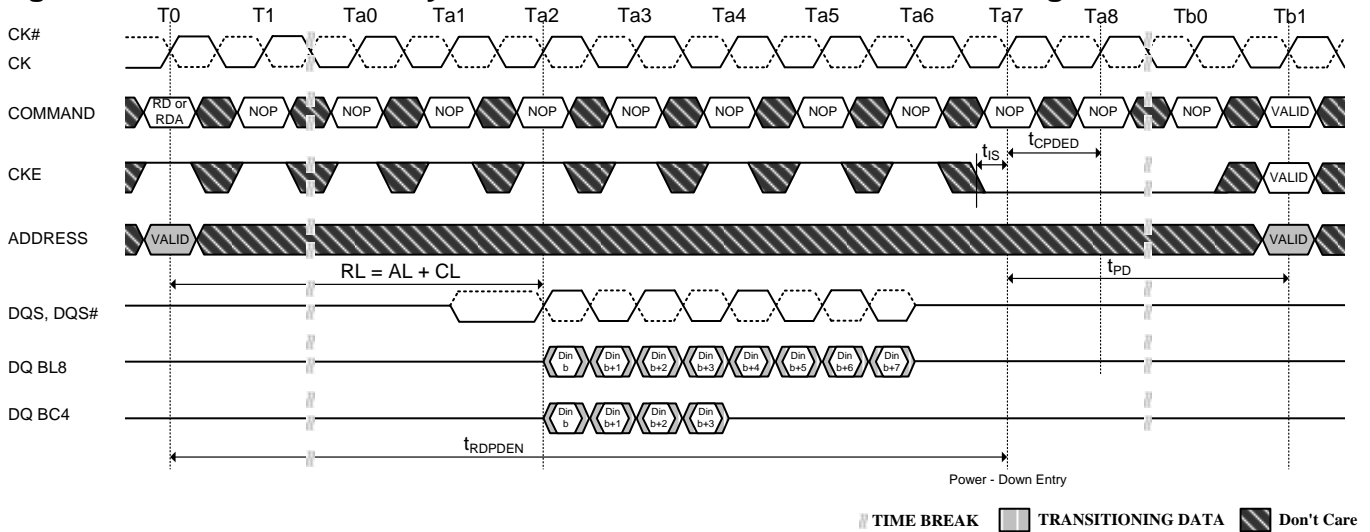 T0 T1 Ta0 Ta1 Ta2 Ta3 Ta4 Ta5 Ta6 Ta7 Ta8 Tb0 Tb1
CK#
CK
COMMAND
RD or
RDA
NOP NOP NOP NOP NOP NOP NOP NOP NOP NOP NOP VALID
tIS
tCPDED
CKE
VALID
ADDRESS
VALID VALID
RL = AL + CL
tPD
DQS, DQS#
DQ BL8
Din Din Din Din Din Din Din Din
b b+1 b+2 b+3 b+4 b+5 b+6 b+7
DQ BC4
Din Din Din Din
b b+1 b+2 b+3
tRDPDEN
Power - Down Entry
TIME BREAK TRANSITIONING DATA Don't Care